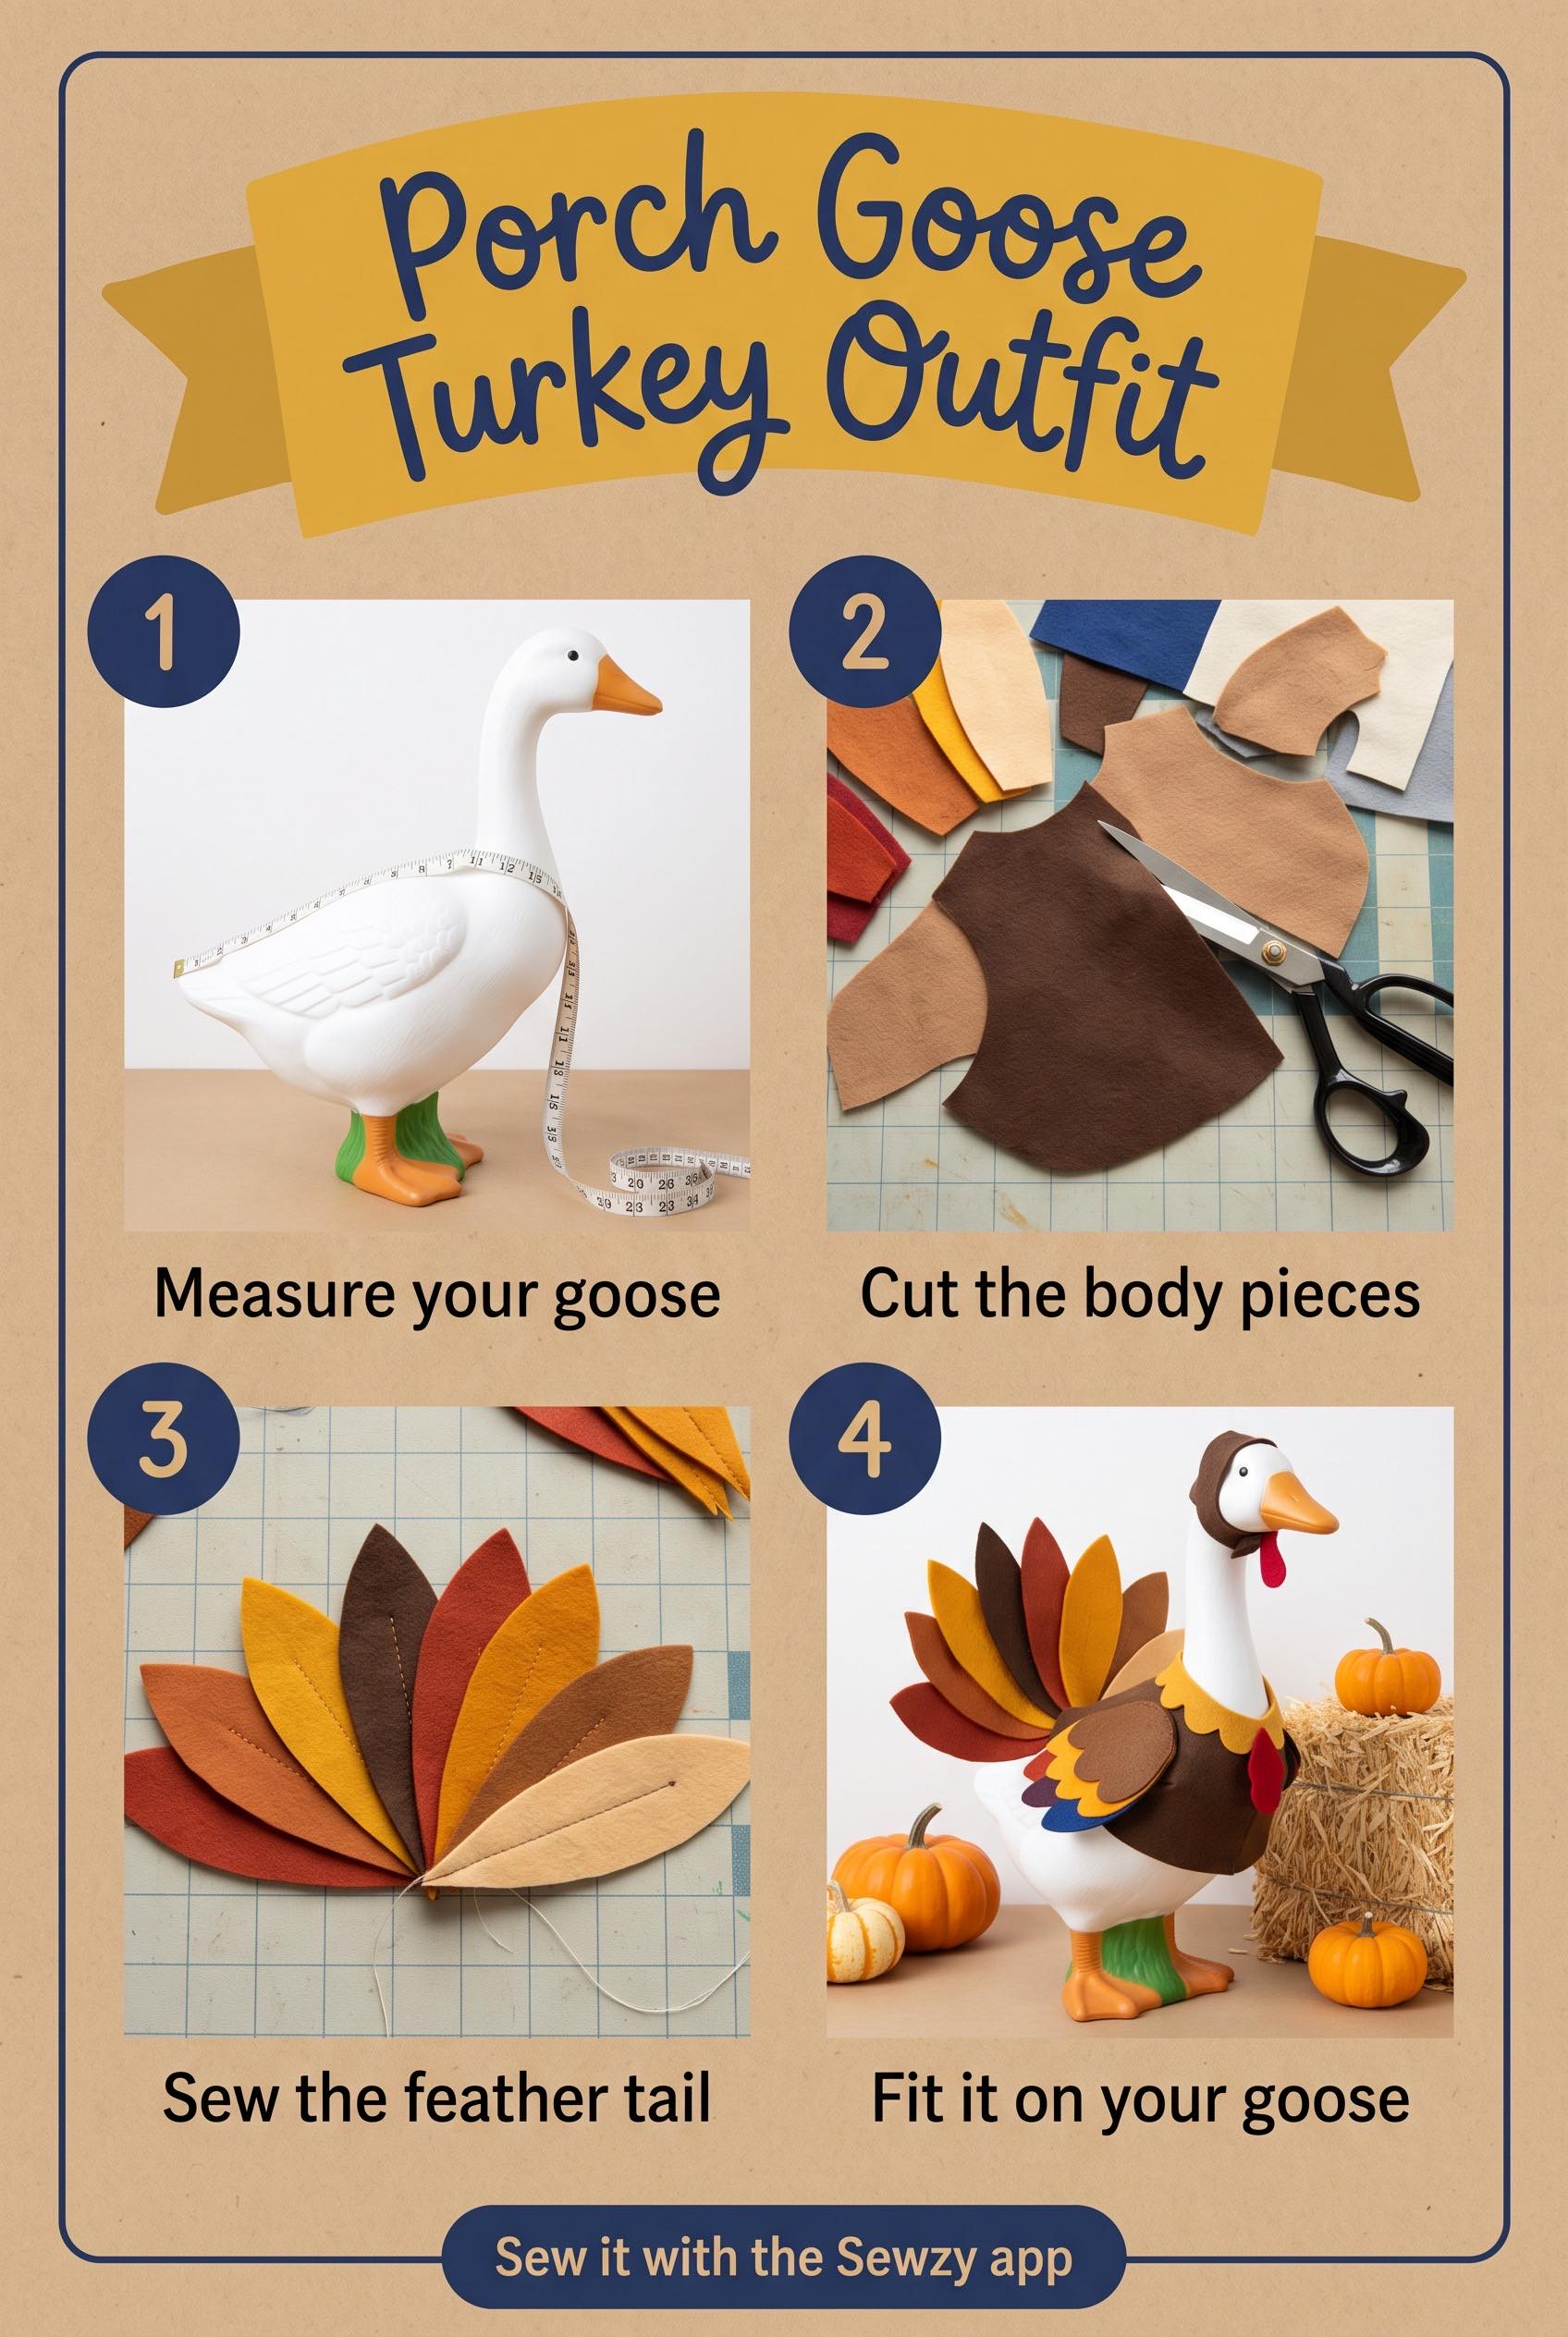 Porch Goose
Turkey Outfit
1
2
Measure your goose
Cut the body pieces
3
4
Sew the feather tail
Fit it on your goose
Sew it with the Sewzy app